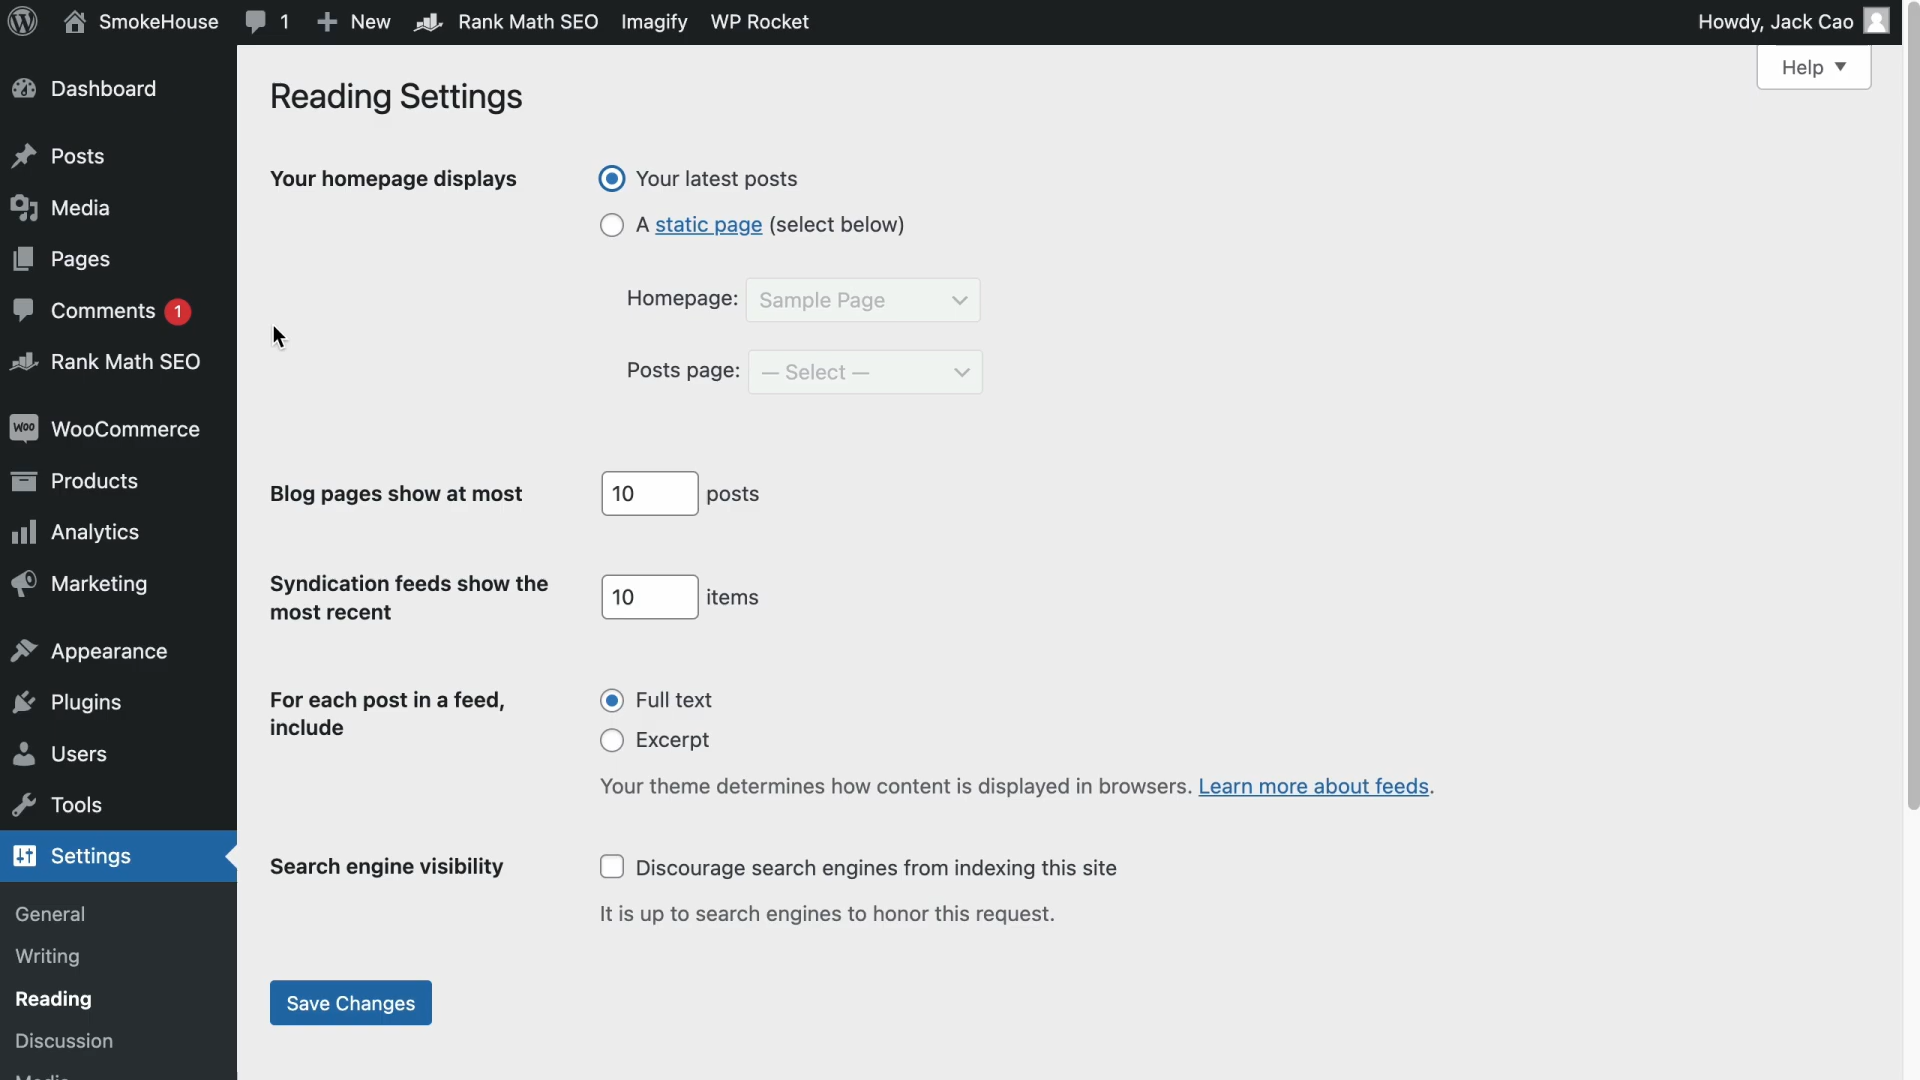 SmokeHouse 1 New Rank Math SEO Imagify WP Rocket Howdy, Jack Cao
Help
Dashboard
Posts
Media
Pages
Comments 1
Rank Math SEO
Woo WooCommerce
Products
Analytics
Marketing
Appearance
Plugins
Users
Tools
Settings
General
Writing
Reading
Discussion
Reading Settings
Your homepage displays
Your latest posts
A static page (select below)
Homepage: Sample Page
Posts page: — Select —
Blog pages show at most 10 posts
Syndication feeds show the
most recent
10 items
For each post in a feed,
include
Full text
Excerpt
Your theme determines how content is displayed in browsers. Learn more about feeds.
Search engine visibility
Discourage search engines from indexing this site
It is up to search engines to honor this request.
Save Changes